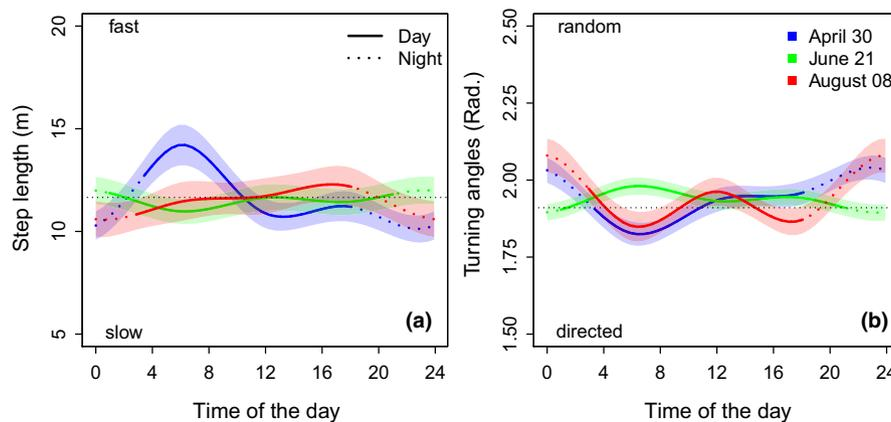 fast
Day
Night
20
15
10
5
Step length (m)
slow
(a)
0 4 8 12 16 20 24
Time of the day
random
April 30
June 21
August 08
2.50
2.25
2.00
1.75
1.50
Turning angles (Rad.)
directed
(b)
0 4 8 12 16 20 24
Time of the day